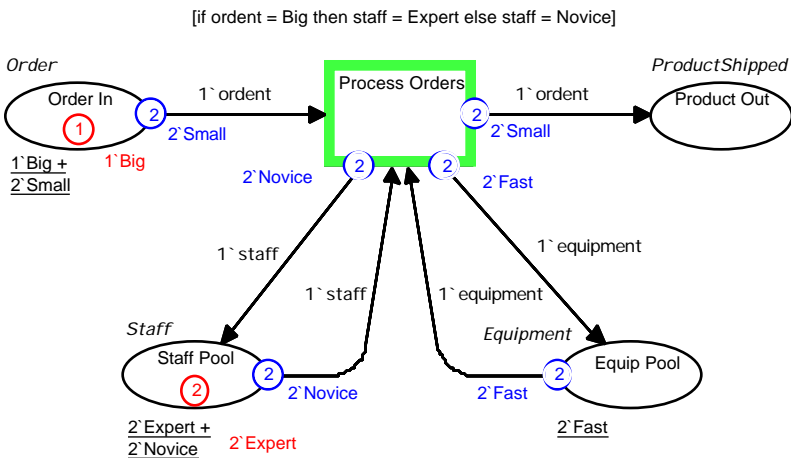 [if ordent = Big then staff = Expert else staff = Novice]
Order
ProductShipped
Order In
Process Orders
Product Out
1`ordent
1`ordent
2
2
1
2`Small
2`Small
1`Big +
2`Small
1`Big
2`Novice
2
2
2`Fast
1`staff
1`equipment
1`staff
1`equipment
Staff
Equipment
Staff Pool
Equip Pool
2
2
2
2`Novice
2`Fast
2`Expert +
2`Novice
2`Expert
2`Fast